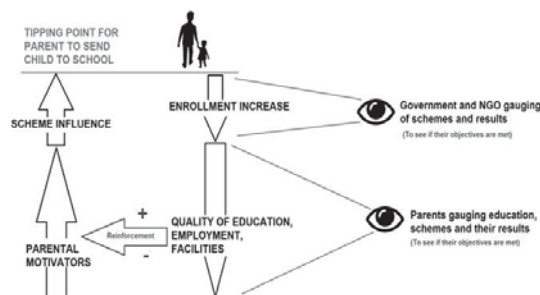 TIPPING POINT FOR
PARENT TO SEND
CHILD TO SCHOOL
ENROLLMENT INCREASE
SCHEME INFLUENCE
Government and NGO gauging
of schemes and results
(To see if their objectives are met)
+
Reinforcement
-
QUALITY OF EDUCATION,
EMPLOYMENT,
FACILITIES
PARENTAL
MOTIVATORS
Parents gauging education,
schemes and their results
(To see if their objectives are met)